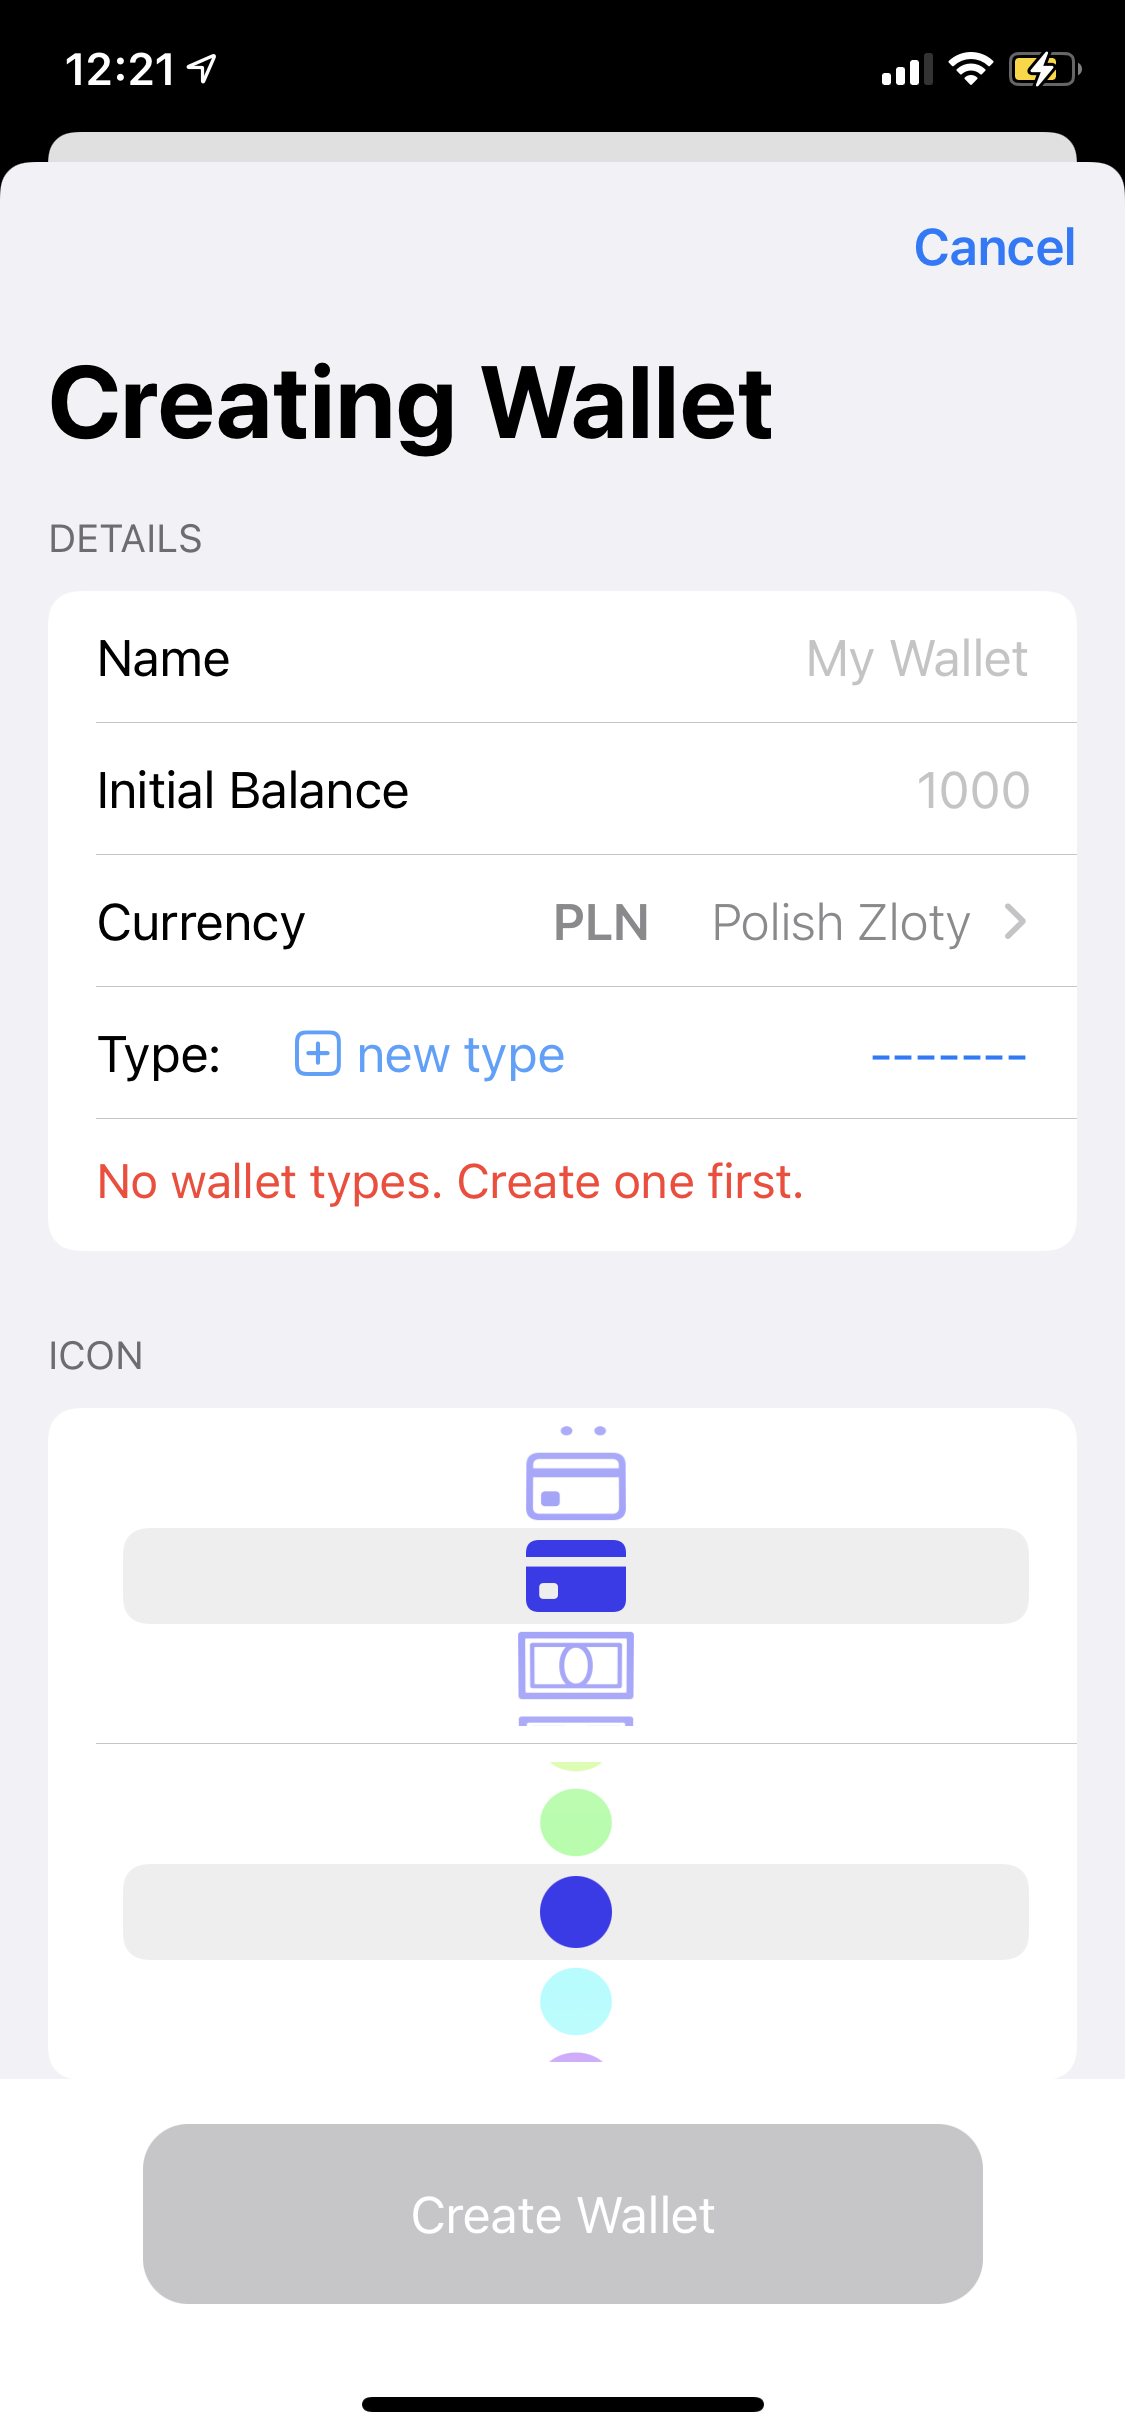 12:21
Cancel
Creating Wallet
DETAILS
Name My Wallet
Initial Balance 1000
Currency PLN Polish Zloty
Type: new type -------
No wallet types. Create one first.
ICON
Create Wallet